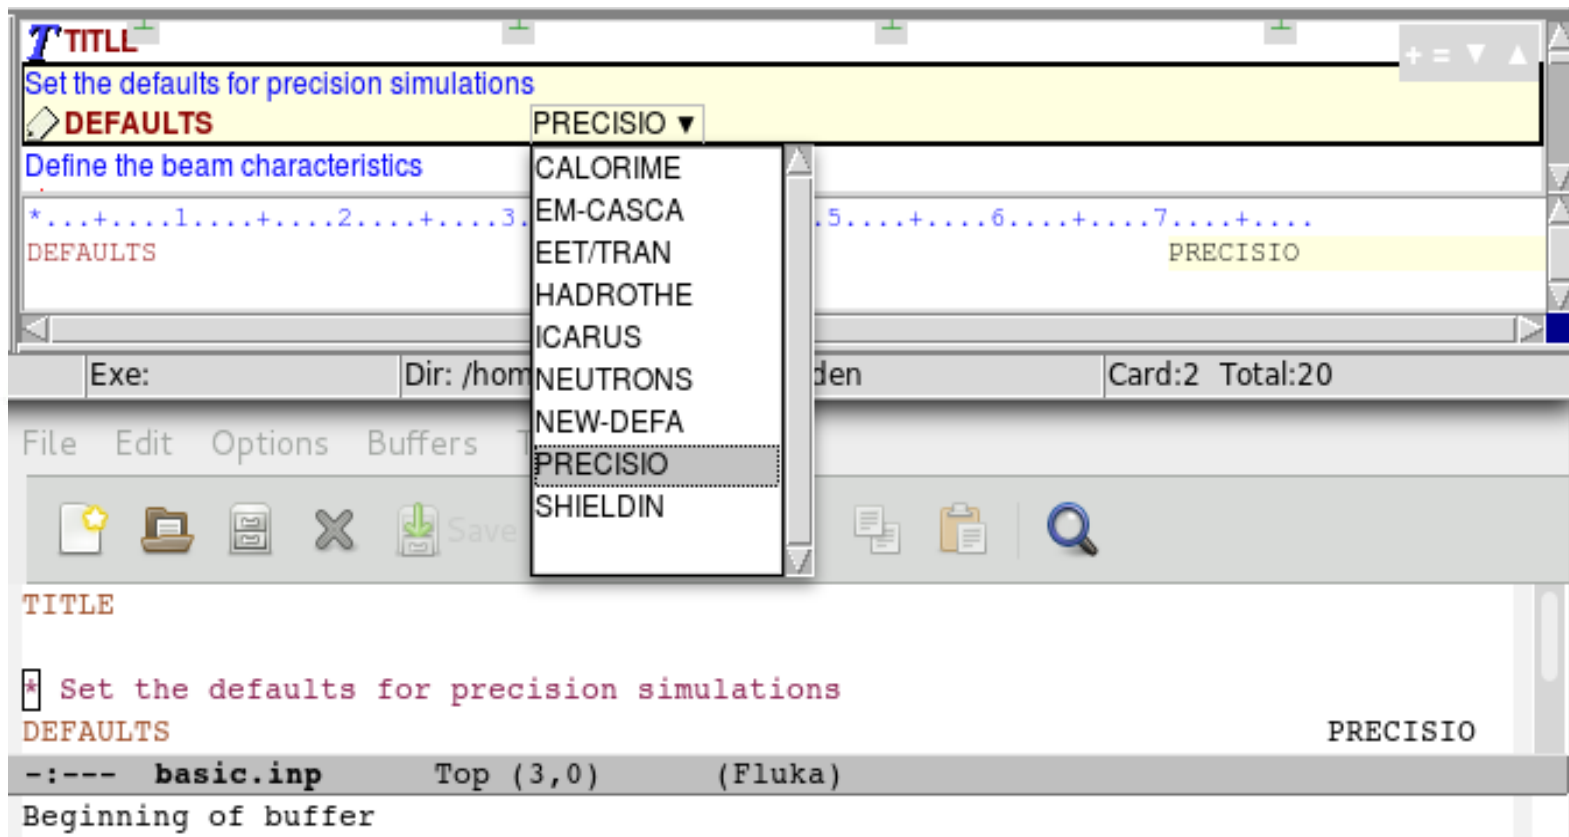 T TITLE
+ = ▼ ▲
Set the defaults for precision simulations
DEFAULTS PRECISIO ▼
Define the beam characteristics
CALORIME
EM-CASCA
EET/TRAN
HADROTHE
ICARUS
NEUTRONS
NEW-DEFA
PRECISIO
SHIELDIN
*...+....1....+....2....+....3. .5....+....6....+....7....+....
DEFAULTS PRECISIO
Exe: Dir: /hom den Card:2 Total:20
File Edit Options Buffers T
Save
TITLE
* Set the defaults for precision simulations
DEFAULTS PRECISIO
-:--- basic.inp Top (3,0) (Fluka)
Beginning of buffer